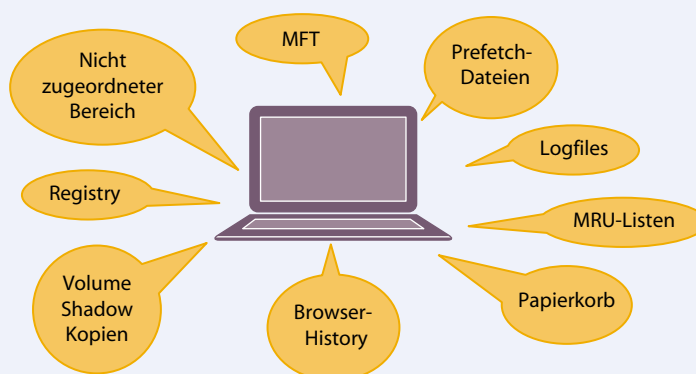 MFT
Prefetch-
Dateien
Nicht
zugeordneter
Bereich
Logfiles
Registry
MRU-Listen
Volume
Shadow
Kopien
Browser-
History
Papierkorb